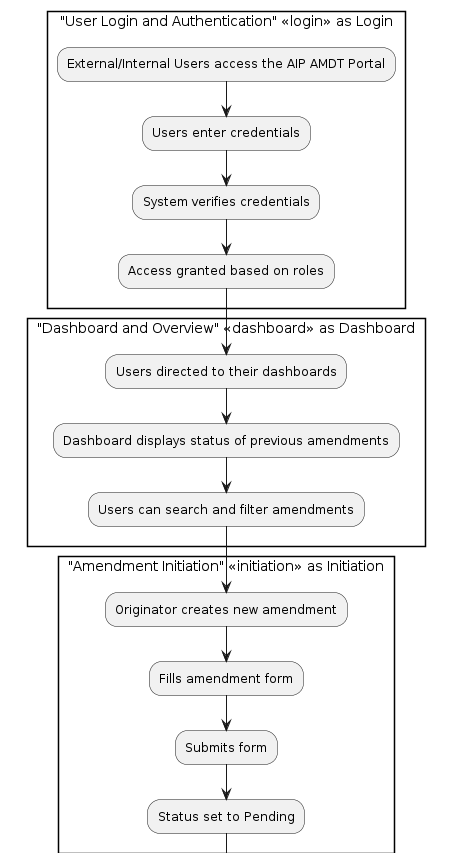 "User Login and Authentication" «login» as Login
External/Internal Users access the AIP AMDT Portal
Users enter credentials
System verifies credentials
Access granted based on roles
"Dashboard and Overview" «dashboard» as Dashboard
Users directed to their dashboards
Dashboard displays status of previous amendments
Users can search and filter amendments
"Amendment Initiation" «initiation» as Initiation
Originator creates new amendment
Fills amendment form
Submits form
Status set to Pending